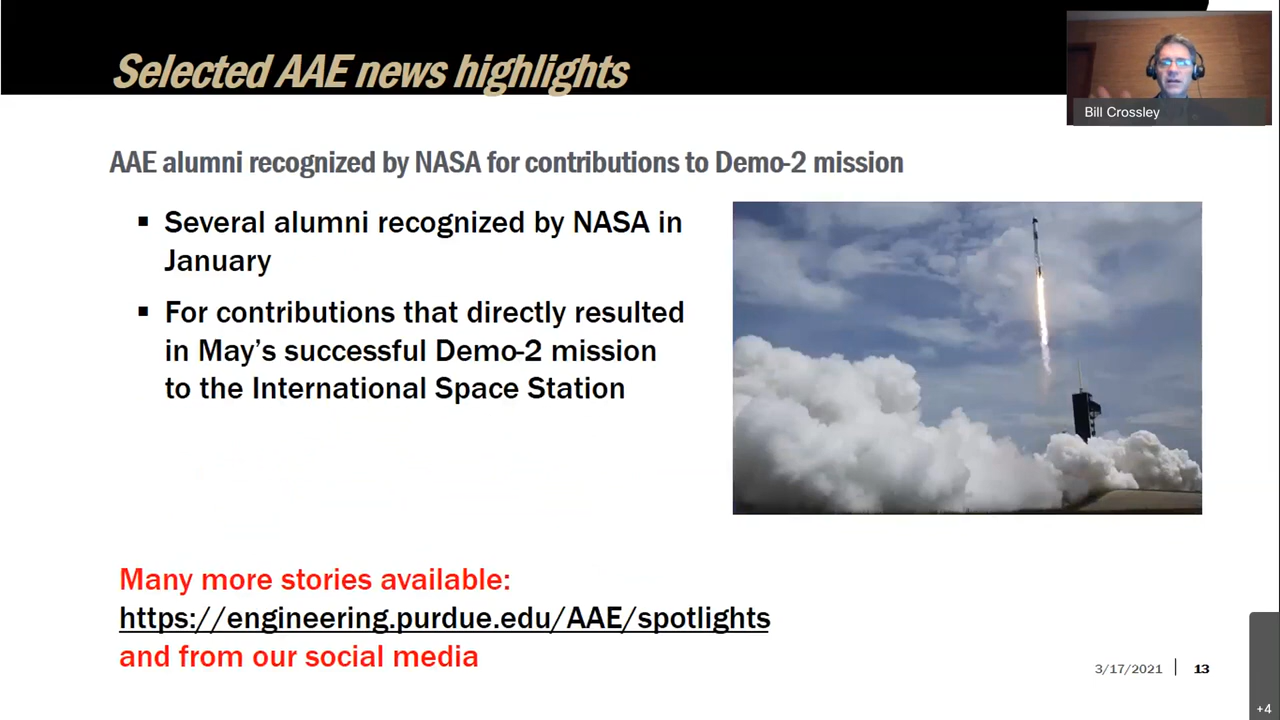 Selected AAE news highlights
Bill Crossley
AAE alumni recognized by NASA for contributions to Demo-2 mission
▪ Several alumni recognized by NASA in
January
▪ For contributions that directly resulted
in May's successful Demo-2 mission
to the International Space Station
Many more stories available:
https://engineering.purdue.edu/AAE/spotlights
and from our social media
3/17/2021 | 13
+4